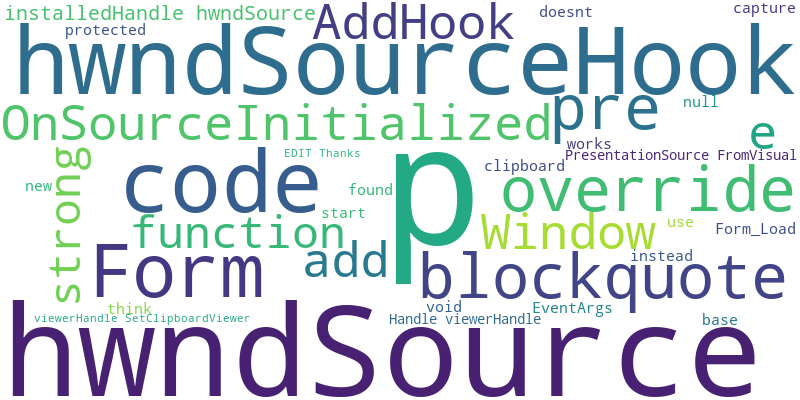 installedHandle hwndSource
AddHook
doesnt
capture
protected
hwndSourceHook
OnSourceInitialized
pre
null
e
works
strong
EDIT Thanks
code
p
clipboard
PresentationSource FromVisual
new
found
override
start
function
Window
use
Form_Load
Form
add
blockquote
instead
think
void
EventArgs
viewerHandle SetClipboardViewer
Handle viewerHandle
base
hwndSource